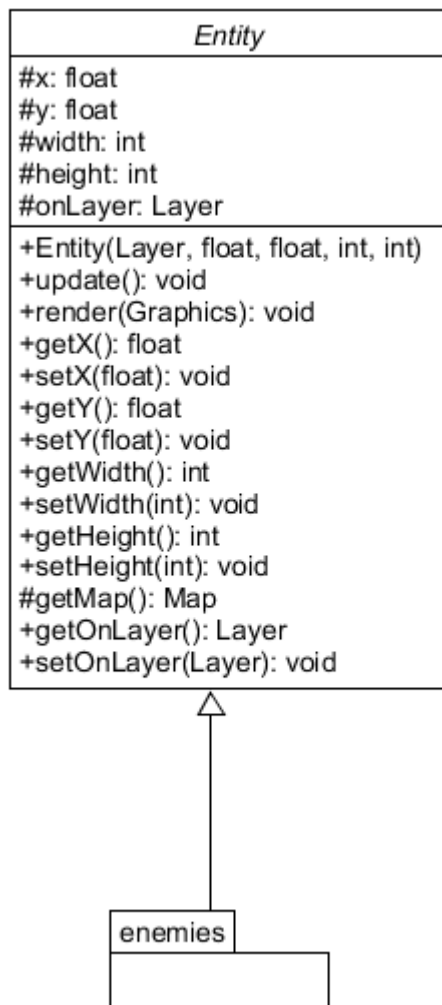 Entity
#x: float
#y: float
#width: int
#height: int
#onLayer: Layer
+Entity(Layer, float, float, int, int)
+update(): void
+render(Graphics): void
+getX(): float
+setX(float): void
+getY(): float
+setY(float): void
+getWidth(): int
+setWidth(int): void
+getHeight(): int
+setHeight(int): void
#getMap(): Map
+getOnLayer(): Layer
+setOnLayer(Layer): void
enemies